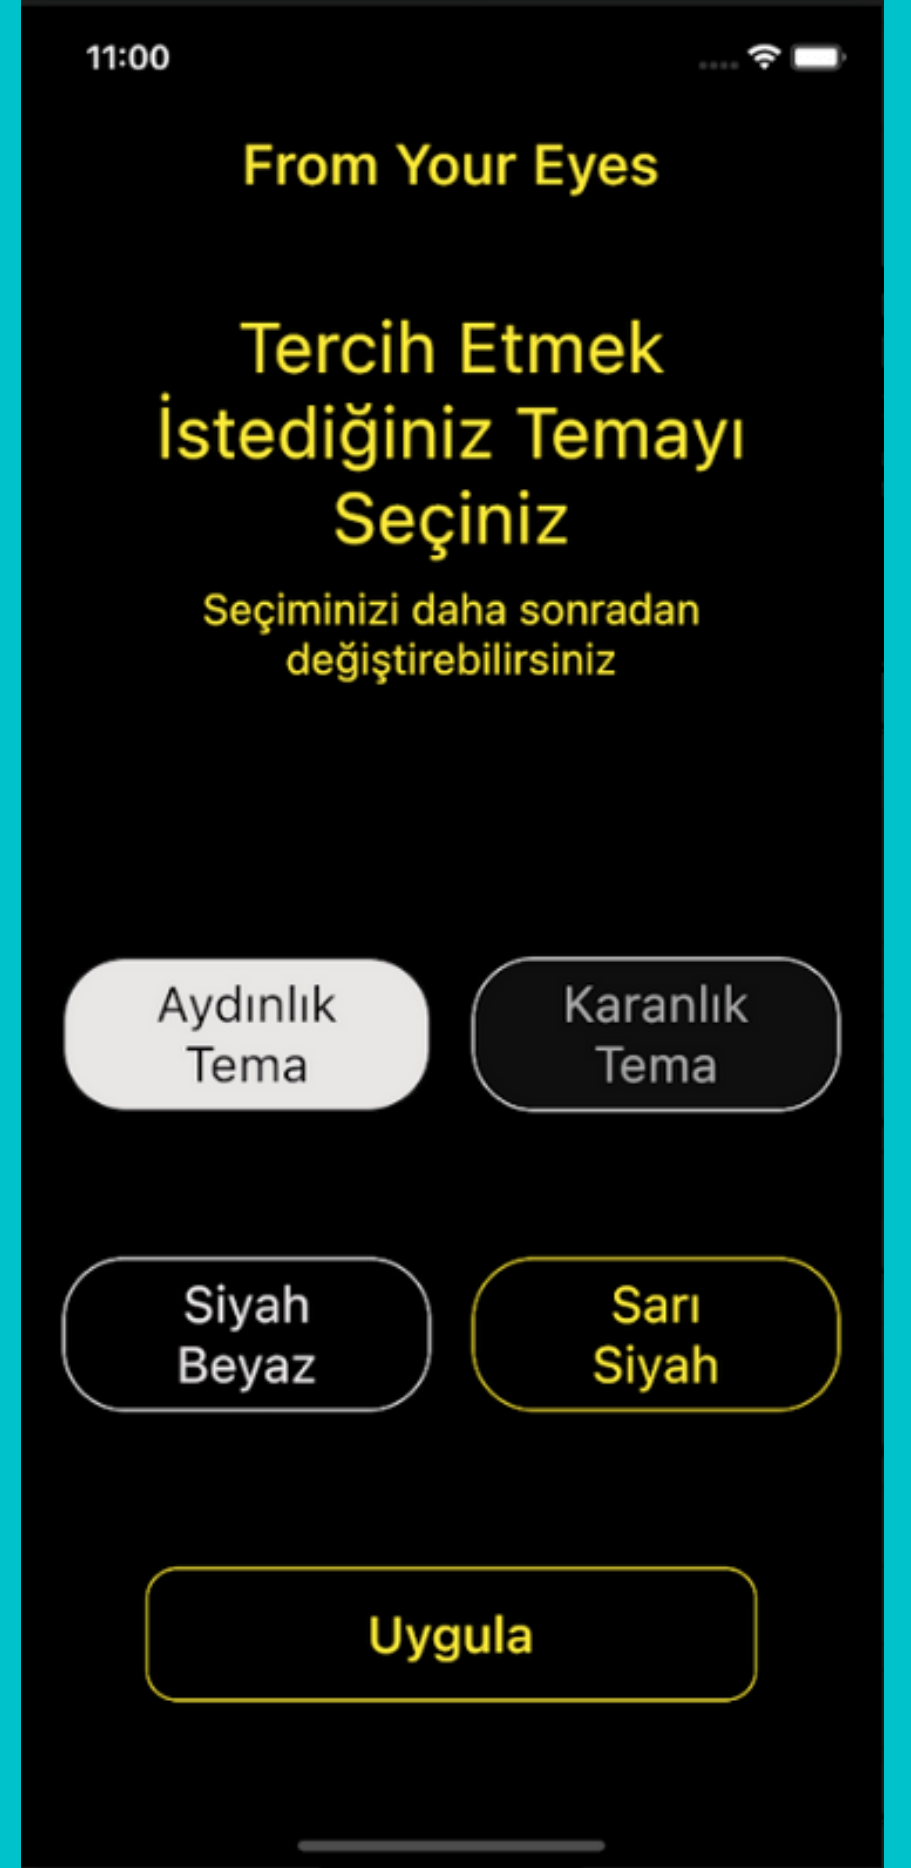 11:00
From Your Eyes
Tercih Etmek
İstediğiniz Temayı
Seçiniz
Seçiminizi daha sonradan
değiştirebilirsiniz
Aydınlık
Tema
Karanlık
Tema
Siyah
Beyaz
Sarı
Siyah
Uygula